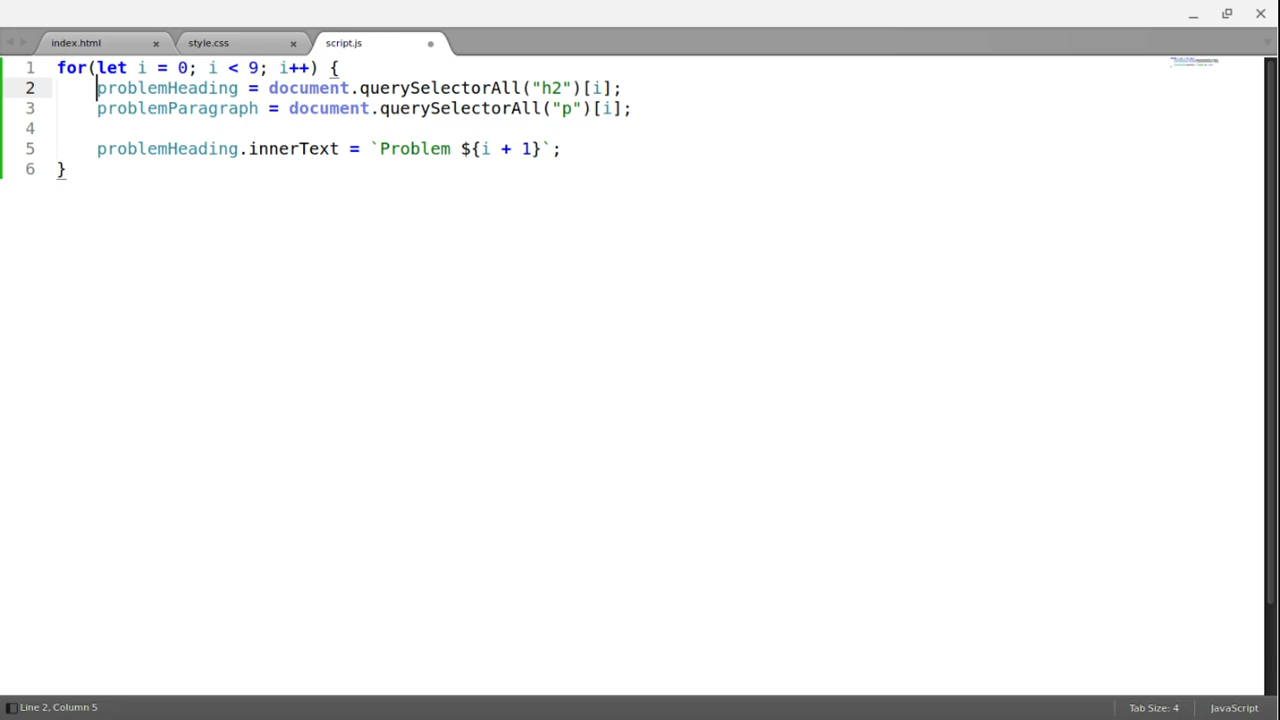 index.html
style.css
script.js
1 for(let i = 0; i < 9; i++) {
2 problemHeading = document.querySelectorAll("h2")[i];
3 problemParagraph = document.querySelectorAll("p")[i];
4
5 problemHeading.innerText = `Problem ${i + 1}`;
6 }
Line 2, Column 5
Tab Size: 4
JavaScript